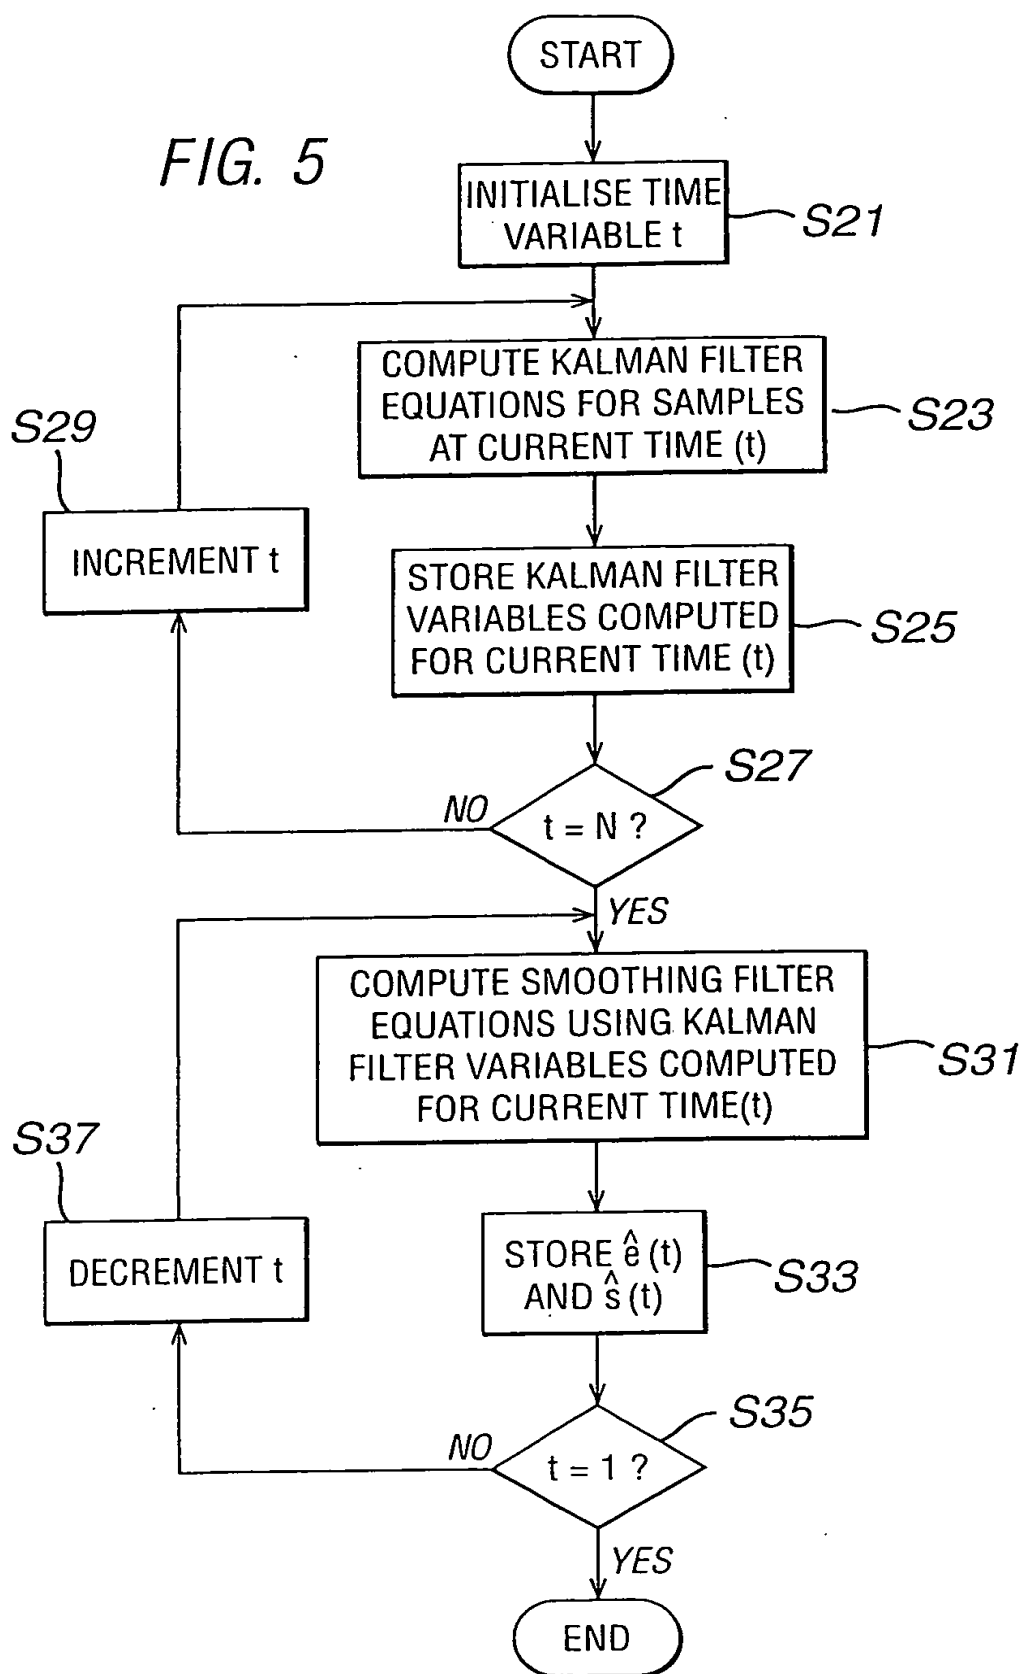 START
FIG. 5
INITIALISE TIME
VARIABLE t
S21
COMPUTE KALMAN FILTER
EQUATIONS FOR SAMPLES
AT CURRENT TIME (t)
S23
S29
INCREMENT t
STORE KALMAN FILTER
VARIABLES COMPUTED
FOR CURRENT TIME (t)
S25
S27
NO
t = N ?
YES
COMPUTE SMOOTHING FILTER
EQUATIONS USING KALMAN
FILTER VARIABLES COMPUTED
FOR CURRENT TIME(t)
S31
S37
DECREMENT t
STORE ê (t)
AND ŝ (t)
S33
S35
NO
t = 1 ?
YES
END